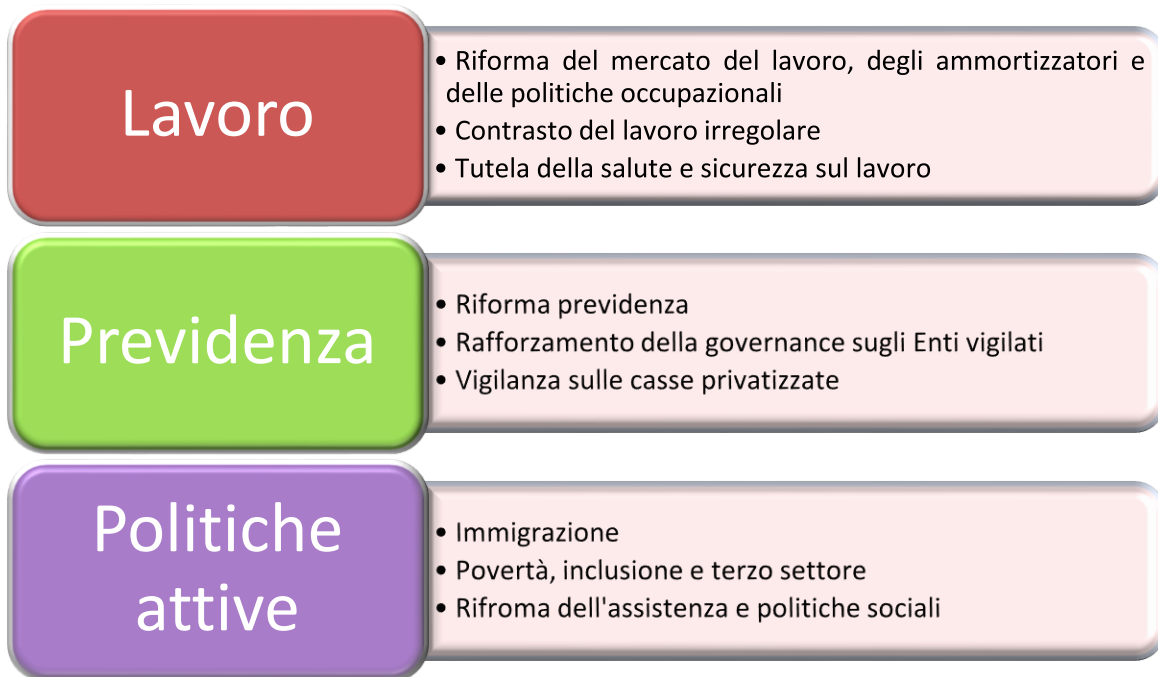 Lavoro
• Riforma del mercato del lavoro, degli ammortizzatori e
delle politiche occupazionali
• Contrasto del lavoro irregolare
• Tutela della salute e sicurezza sul lavoro
Previdenza
• Riforma previdenza
• Rafforzamento della governance sugli Enti vigilati
• Vigilanza sulle casse privatizzate
Politiche
attive
• Immigrazione
• Povertà, inclusione e terzo settore
• Rifroma dell'assistenza e politiche sociali